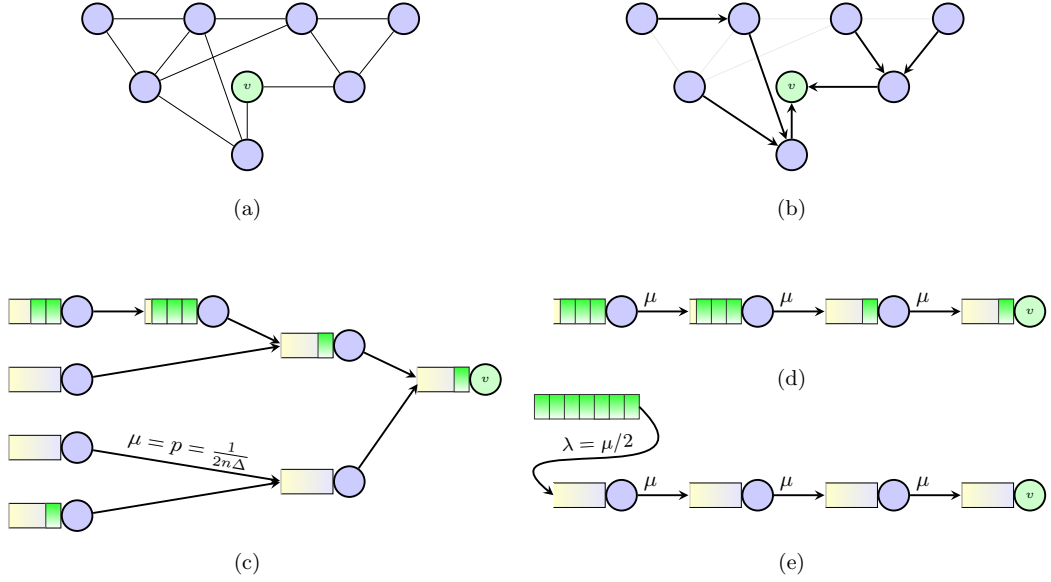 v
v
(a)
(b)
μ
μ
μ
v
v
(d)
μ = p = 1/2nΔ
λ = μ/2
μ
μ
μ
v
(c)
(e)